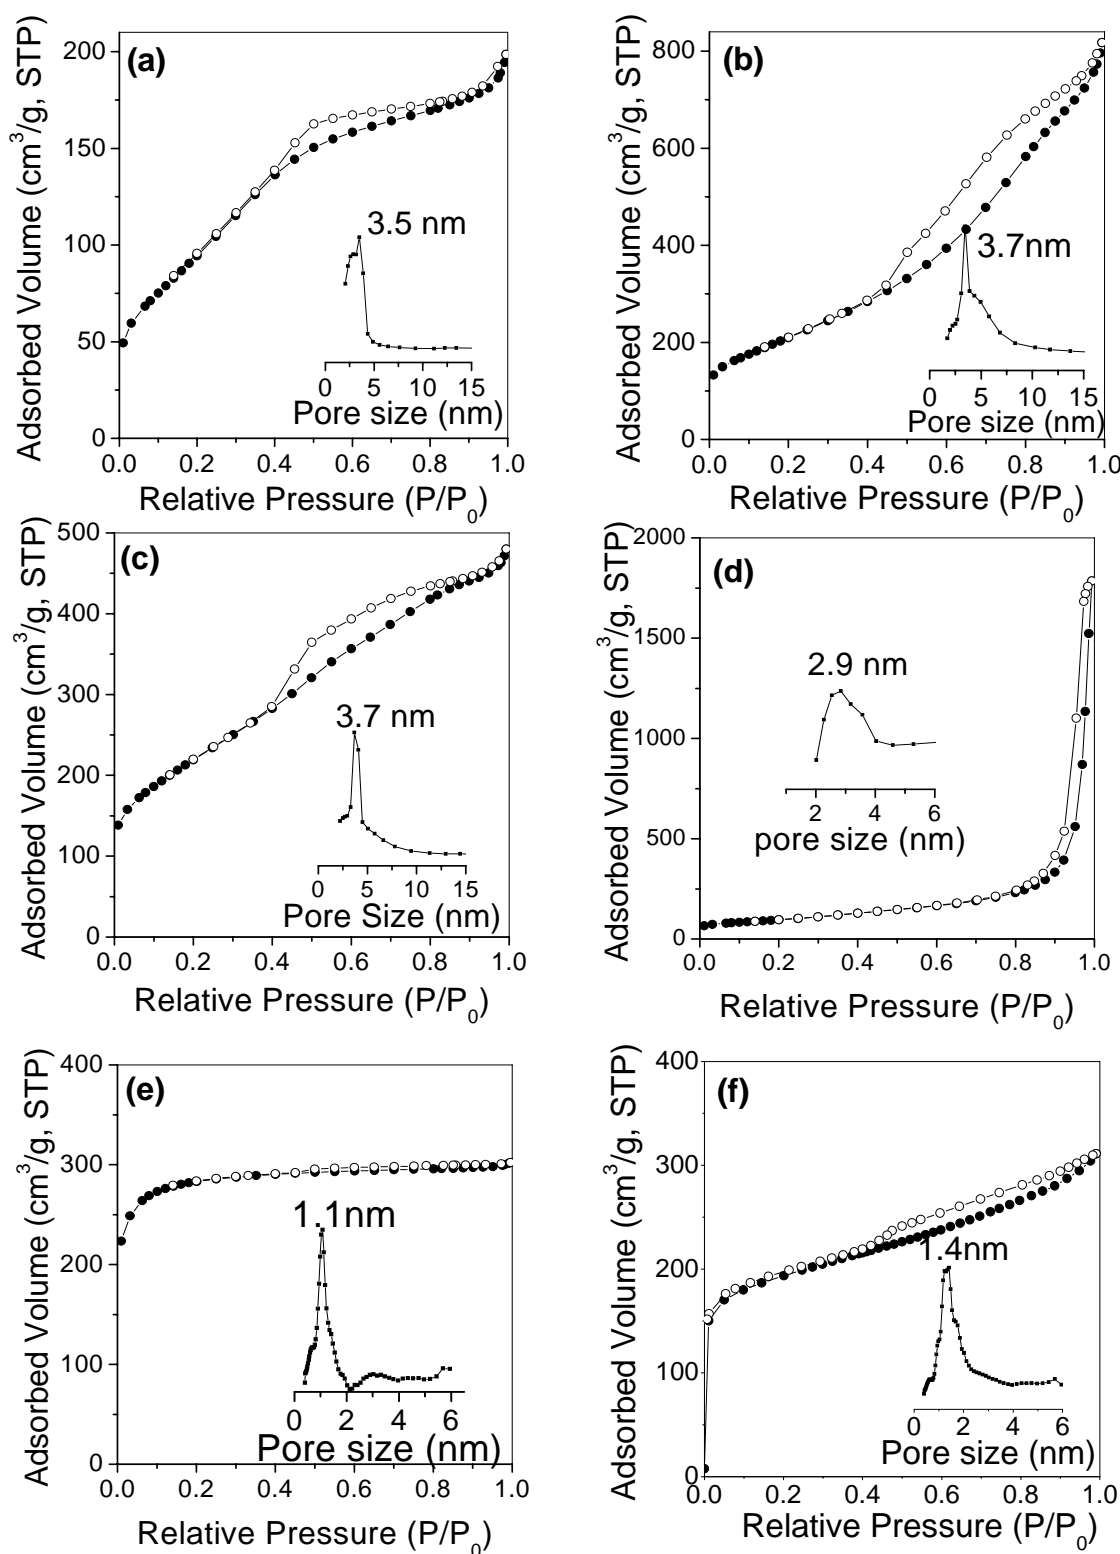 (a)
Adsorbed Volume (cm³/g, STP)
200
150
100
50
0
3.5 nm
0 5 10 15
Pore size (nm)
0.0 0.2 0.4 0.6 0.8 1.0
Relative Pressure (P/P₀)
(b)
Adsorbed Volume (cm³/g, STP)
800
600
400
200
0
3.7nm
0 5 10 15
Pore size (nm)
0.0 0.2 0.4 0.6 0.8 1.0
Relative Pressure (P/P₀)
(c)
Adsorbed Volume (cm³/g, STP)
500
400
300
200
100
0
3.7 nm
0 5 10 15
Pore Size (nm)
0.0 0.2 0.4 0.6 0.8 1.0
Relative Pressure (P/P₀)
(d)
Adsorbed Volume (cm³/g, STP)
2000
1500
1000
500
0
2.9 nm
2 4 6
pore size (nm)
0.0 0.2 0.4 0.6 0.8 1.0
Relative Pressure (P/P₀)
(e)
Adsorbed Volume (cm³/g, STP)
400
300
200
100
0
1.1nm
0 2 4 6
Pore size (nm)
0.0 0.2 0.4 0.6 0.8 1.0
Relative Pressure (P/P₀)
(f)
Adsorbed Volume (cm³/g, STP)
400
300
200
100
0
1.4nm
0 2 4 6
Pore size (nm)
0.0 0.2 0.4 0.6 0.8 1.0
Relative Pressure (P/P₀)